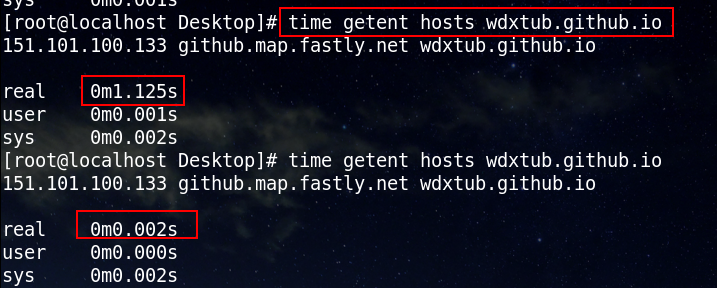 sys     0m0.001s
[root@localhost Desktop]# time getent hosts wdxtub.github.io
151.101.100.133 github.map.fastly.net wdxtub.github.io
real    0m1.125s
user    0m0.001s
sys     0m0.002s
[root@localhost Desktop]# time getent hosts wdxtub.github.io
151.101.100.133 github.map.fastly.net wdxtub.github.io
real    0m0.002s
user    0m0.000s
sys     0m0.002s